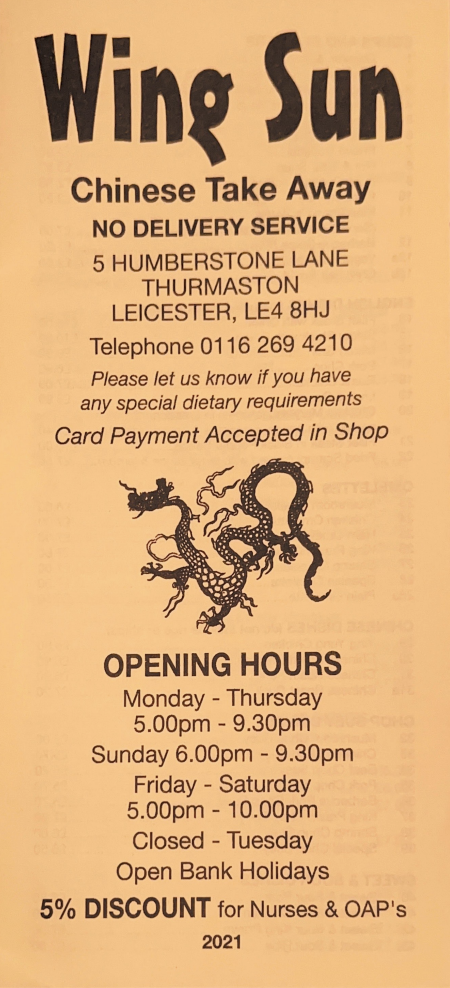 Wing Sun
Chinese Take Away
NO DELIVERY SERVICE
5 HUMBERSTONE LANE
THURMASTON
LEICESTER, LE4 8HJ
Telephone 0116 269 4210
Please let us know if you have
any special dietary requirements
Card Payment Accepted in Shop
OPENING HOURS
Monday - Thursday
5.00pm - 9.30pm
Sunday 6.00pm - 9.30pm
Friday - Saturday
5.00pm - 10.00pm
Closed - Tuesday
Open Bank Holidays
5% DISCOUNT for Nurses & OAP's
2021